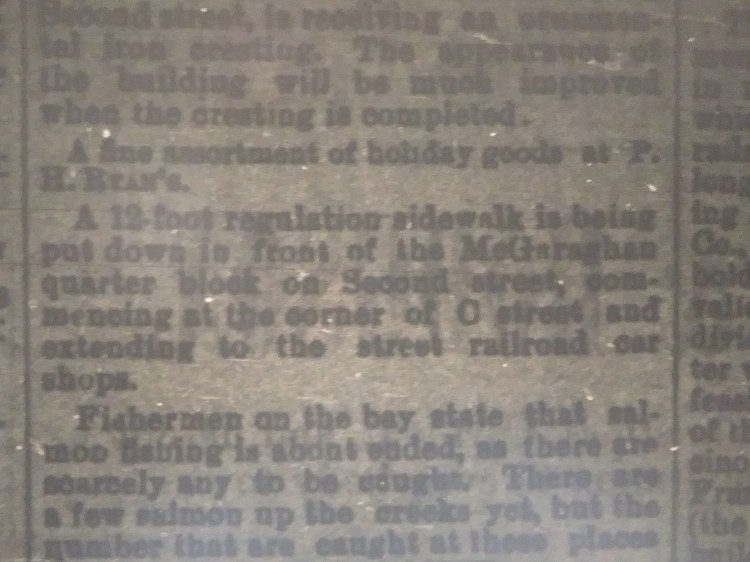 Second street, is receiving an ornamen-
tal iron cresting. The appearance of
the building will be much improved
when the cresting is completed.
A fine assortment of holiday goods at P.
H. RYAN'S.
A 12-foot regulation sidewalk is being
put down in front of the McGaraghan
quarter block on Second street, com-
mencing at the corner of O street and
extending to the street railroad car
shops.
Fishermen on the bay state that sal-
mon fishing is about ended, as there are
scarcely any to be caught. There are
a few salmon up the creeks yet, but the
number that are caught at these places